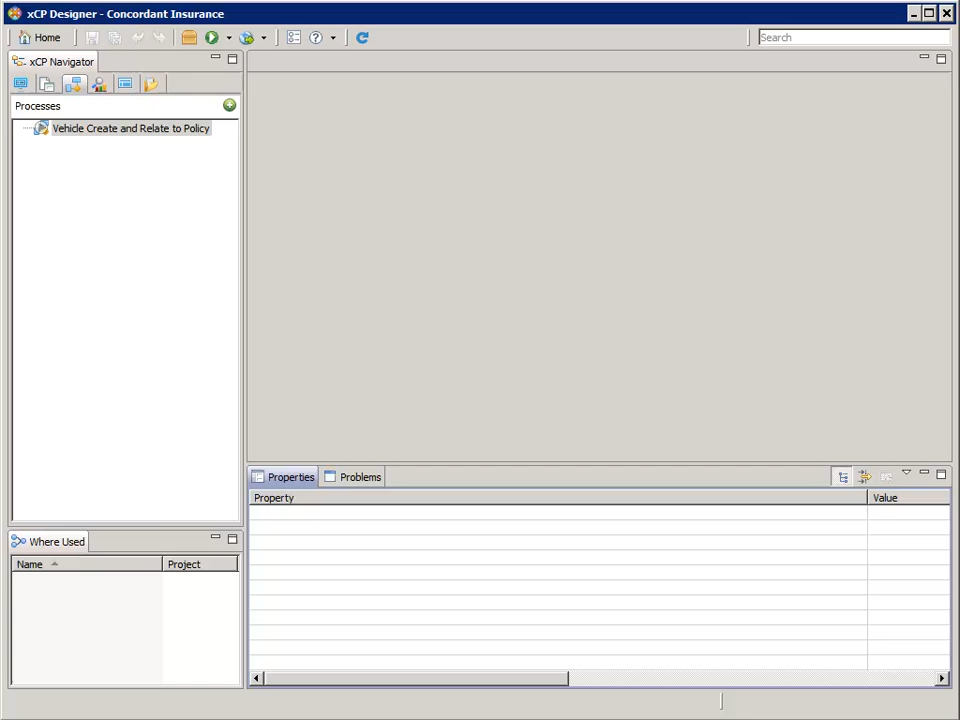 xCP Designer - Concordant Insurance
Home
Search
xCP Navigator
Processes
Vehicle Create and Relate to Policy
Properties
Problems
Property
Value
Where Used
Name
Project